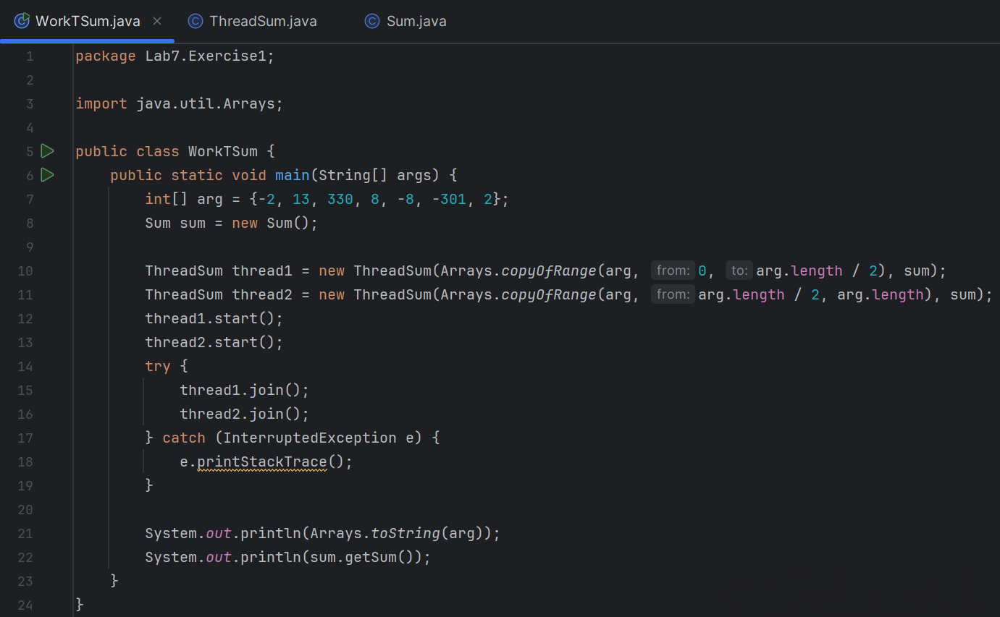 WorkTSum.java × ThreadSum.java Sum.java
1 package Lab7.Exercise1;
2
3 import java.util.Arrays;
4
5 public class WorkTSum {
6     public static void main(String[] args) {
7         int[] arg = {-2, 13, 330, 8, -8, -301, 2};
8         Sum sum = new Sum();
9
10         ThreadSum thread1 = new ThreadSum(Arrays.copyOfRange(arg, from: 0, to: arg.length / 2), sum);
11         ThreadSum thread2 = new ThreadSum(Arrays.copyOfRange(arg, from: arg.length / 2, arg.length), sum);
12         thread1.start();
13         thread2.start();
14         try {
15             thread1.join();
16             thread2.join();
17         } catch (InterruptedException e) {
18             e.printStackTrace();
19         }
20
21         System.out.println(Arrays.toString(arg));
22         System.out.println(sum.getSum());
23     }
24 }